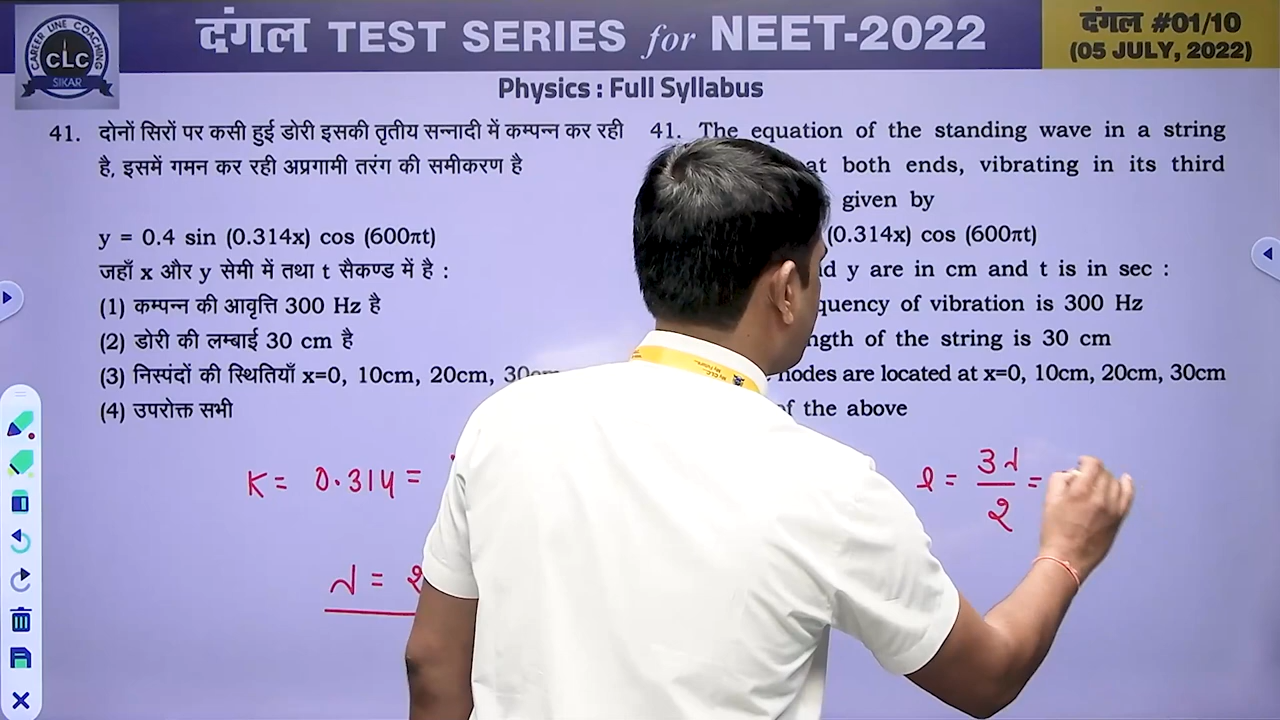 दंगल TEST SERIES for NEET-2022
दंगल #01/10
(05 JULY, 2022)
CAREER LINE COACHING
CLC
SIKAR
Physics : Full Syllabus
41. दोनों सिरों पर कसी हुई डोरी इसकी तृतीय सन्नादी में कम्पन्न कर रही
है, इसमें गमन कर रही अप्रगामी तरंग की समीकरण है
y = 0.4 sin (0.314x) cos (600πt)
जहाँ x और y सेमी में तथा t सैकण्ड में है :
(1) कम्पन्न की आवृत्ति 300 Hz है
(2) डोरी की लम्बाई 30 cm है
(3) निस्पंदों की स्थितियाँ x=0, 10cm, 20cm, 30cm
(4) उपरोक्त सभी
41. The equation of the standing wave in a string
at both ends, vibrating in its third
given by
(0.314x) cos (600πt)
y are in cm and t is in sec :
of vibration is 300 Hz
of the string is 30 cm
nodes are located at x=0, 10cm, 20cm, 30cm
of the above
K = 0.314 =
λ = 2
l = 3λ/2 =